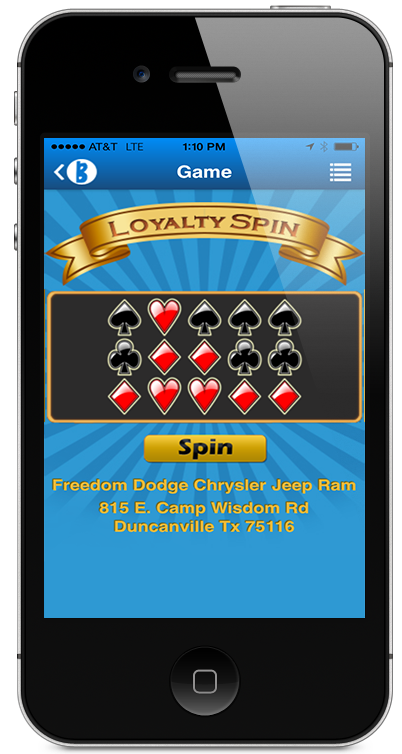 AT&T LTE 1:10 PM
B Game
Loyalty Spin
Spin
Freedom Dodge Chrysler Jeep Ram
815 E. Camp Wisdom Rd
Duncanville Tx 75116